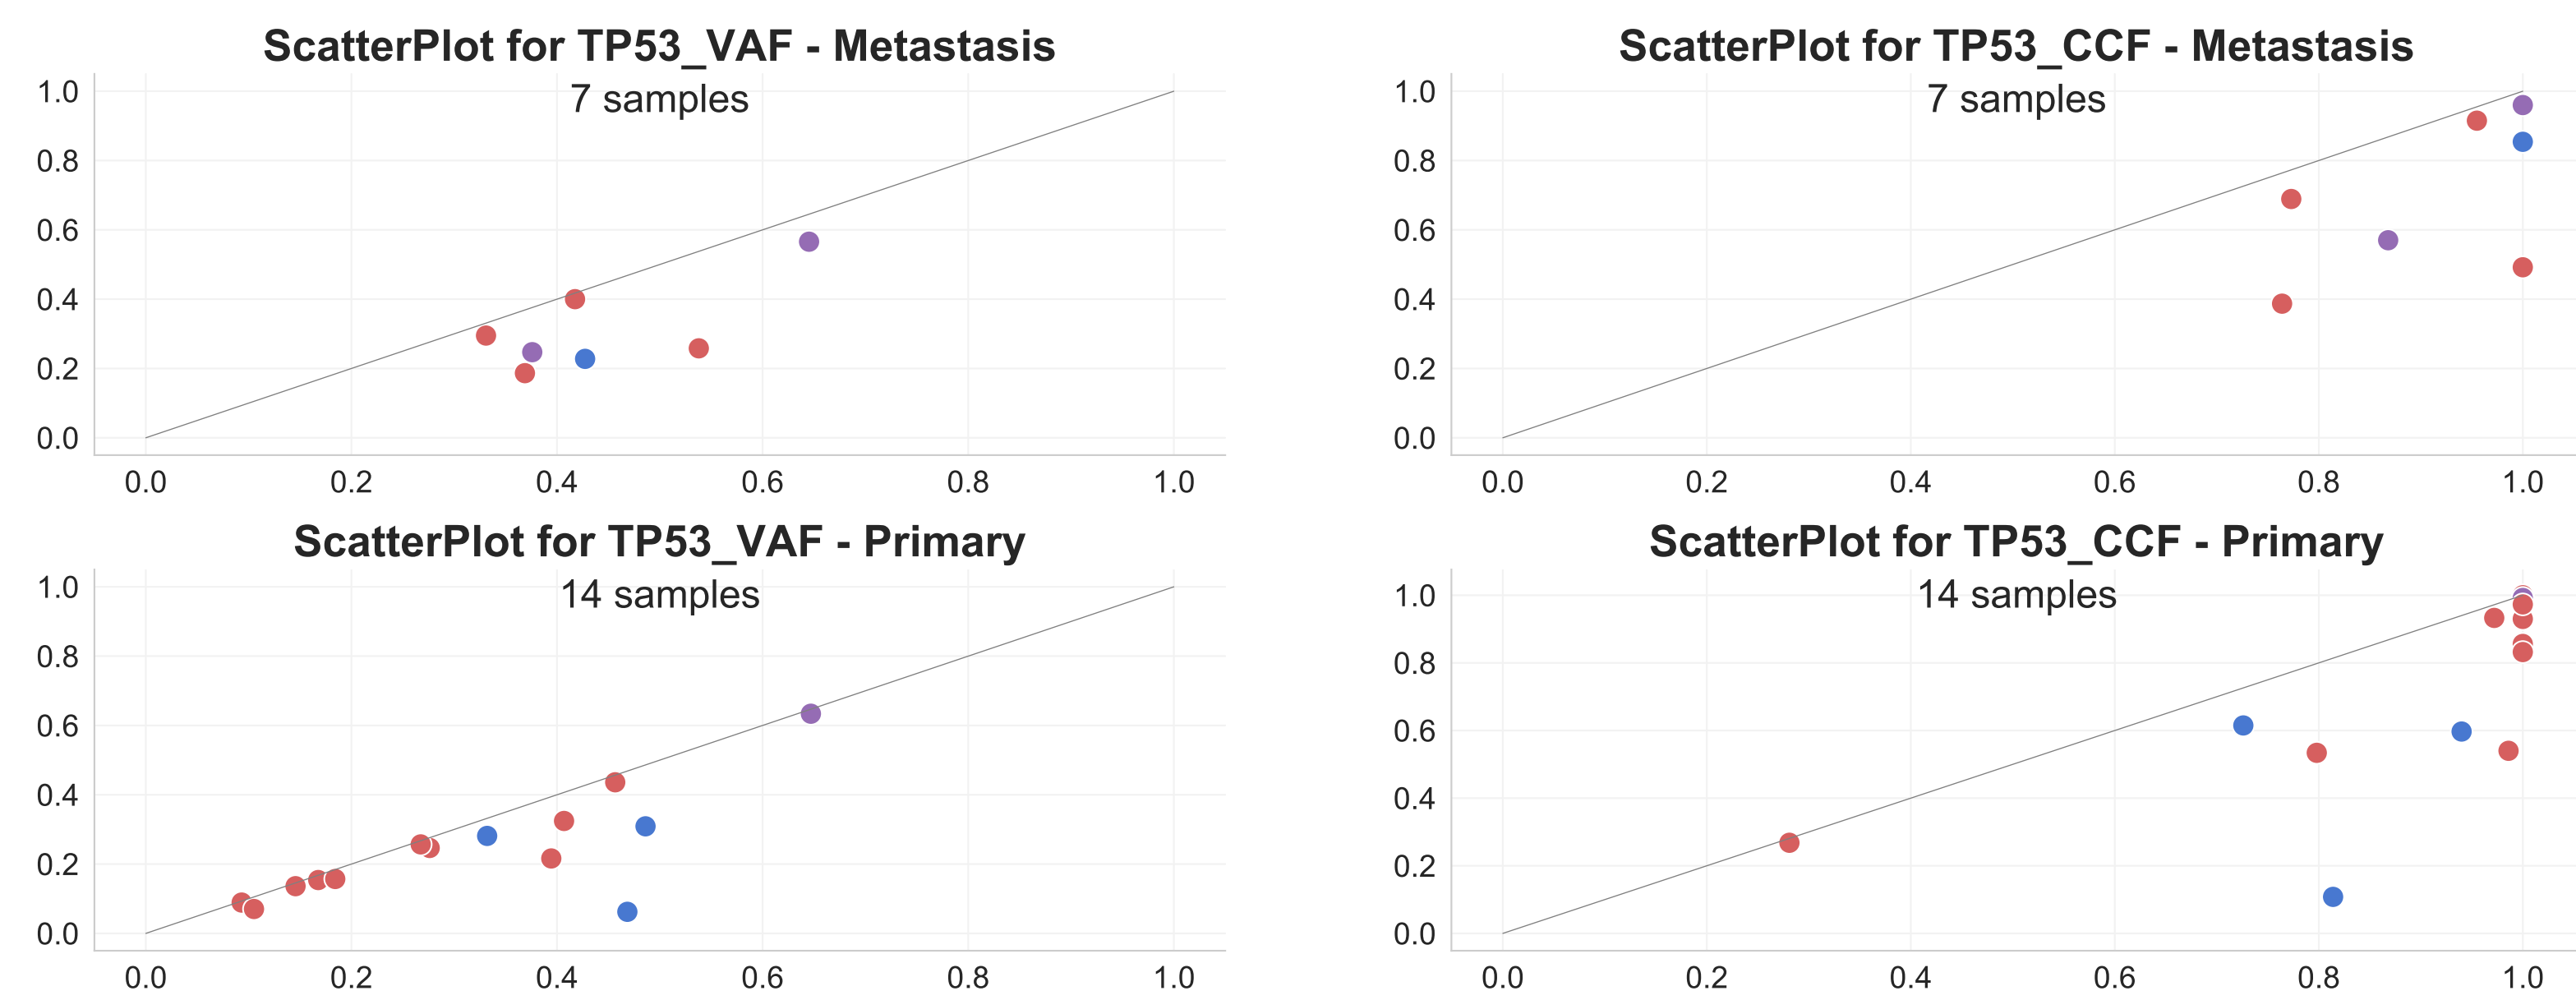 ScatterPlot for TP53_VAF - Metastasis
7 samples
1.0
0.8
0.6
0.4
0.2
0.0
0.0 0.2 0.4 0.6 0.8 1.0
ScatterPlot for TP53_CCF - Metastasis
7 samples
1.0
0.8
0.6
0.4
0.2
0.0
0.0 0.2 0.4 0.6 0.8 1.0
ScatterPlot for TP53_VAF - Primary
14 samples
1.0
0.8
0.6
0.4
0.2
0.0
0.0 0.2 0.4 0.6 0.8 1.0
ScatterPlot for TP53_CCF - Primary
14 samples
1.0
0.8
0.6
0.4
0.2
0.0
0.0 0.2 0.4 0.6 0.8 1.0